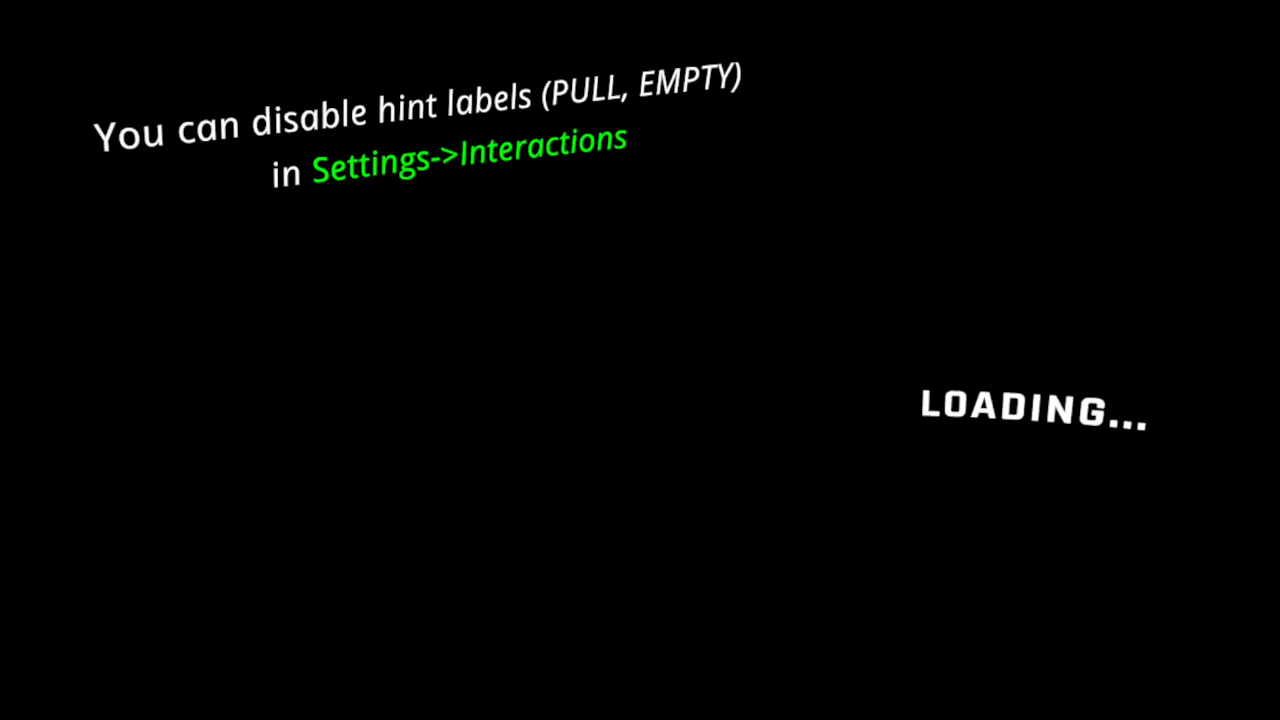 You can disable hint labels (PULL, EMPTY)
in Settings->Interactions
LOADING...